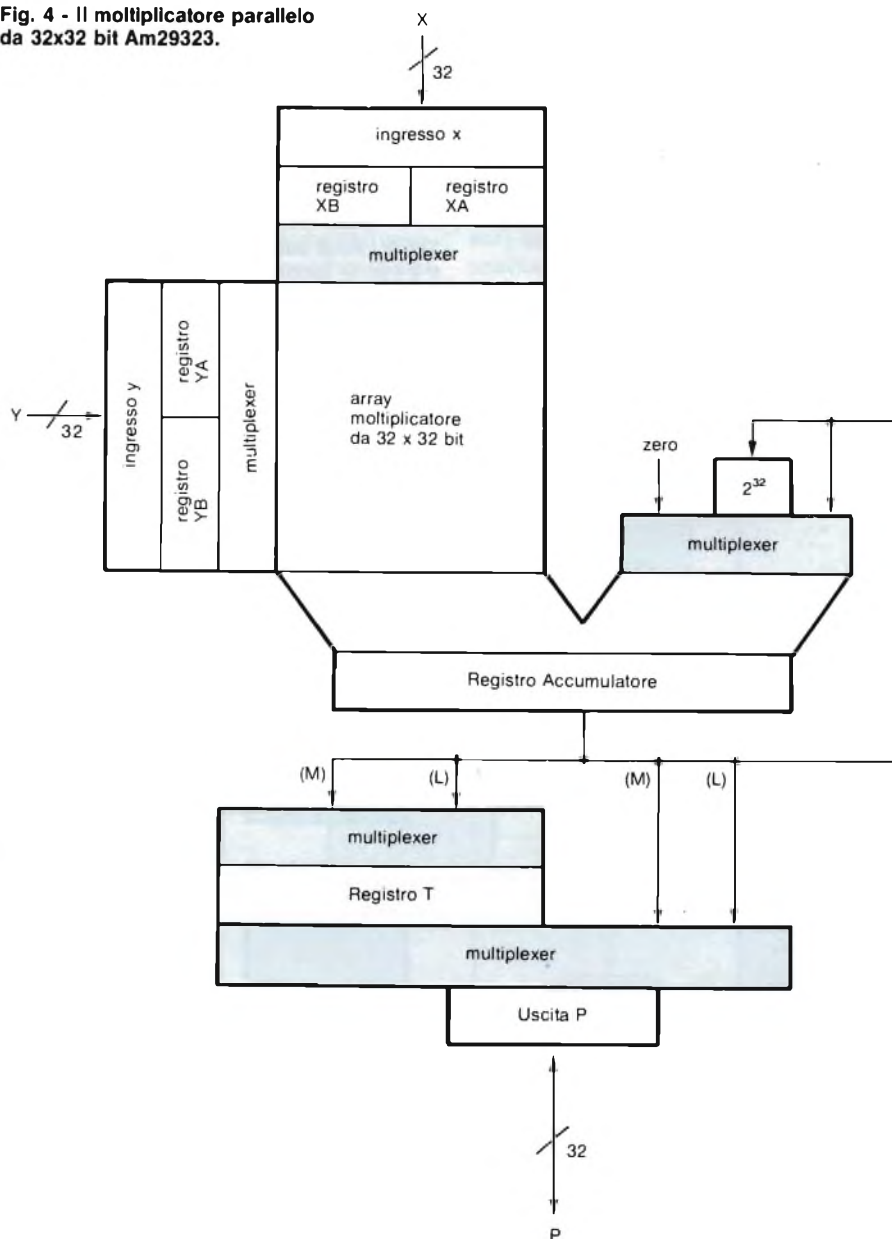 Fig. 4 - Il moltiplicatore parallelo
da 32x32 bit Am29323.
X
32
ingresso x
registro
XB
registro
XA
multiplexer
Y
32
ingresso y
registro
YA
registro
YB
multiplexer
array
moltiplicatore
da 32 x 32 bit
zero
2³²
multiplexer
Registro Accumulatore
(M)
(L)
(M)
(L)
multiplexer
Registro T
multiplexer
Uscita P
32
P